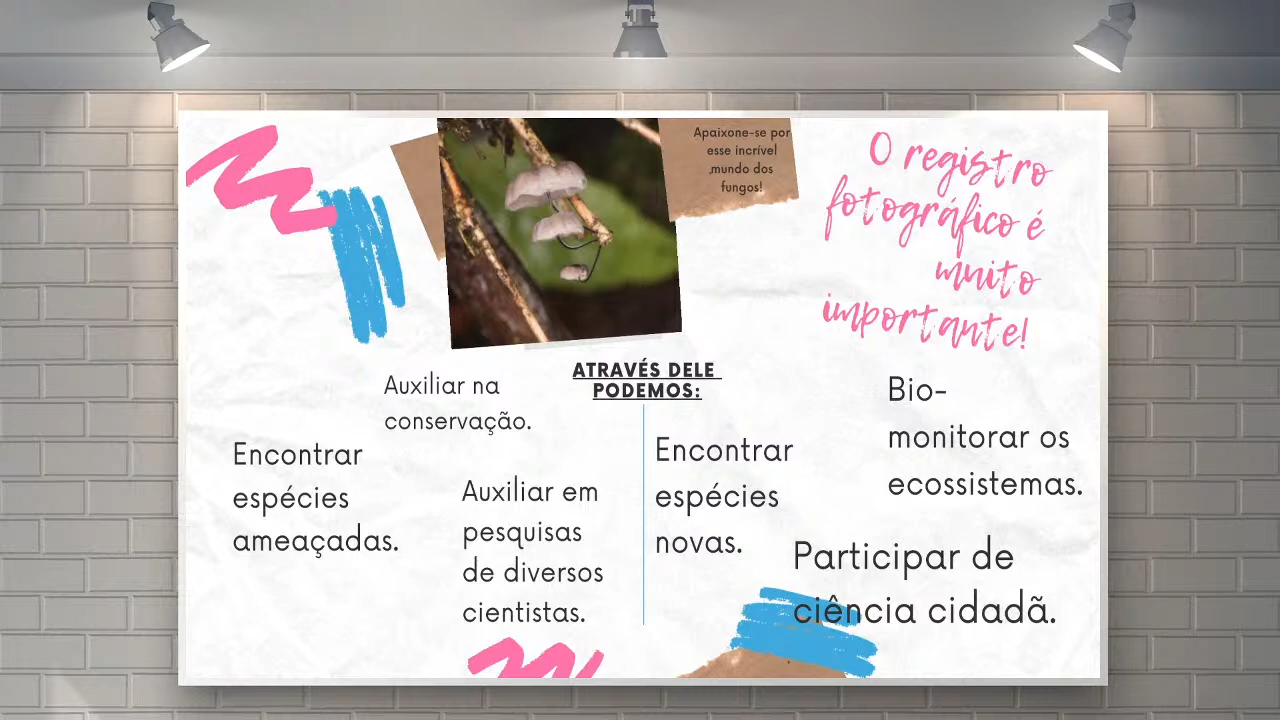 Apaixone-se por
esse incrível
mundo dos
fungos!
O registro
fotográfico é
muito
importante!
ATRAVÉS DELE
PODEMOS:
Auxiliar na
conservação.
Encontrar
espécies
ameaçadas.
Auxiliar em
pesquisas
de diversos
cientistas.
Encontrar
espécies
novas.
Bio-
monitorar os
ecossistemas.
Participar de
ciência cidadã.